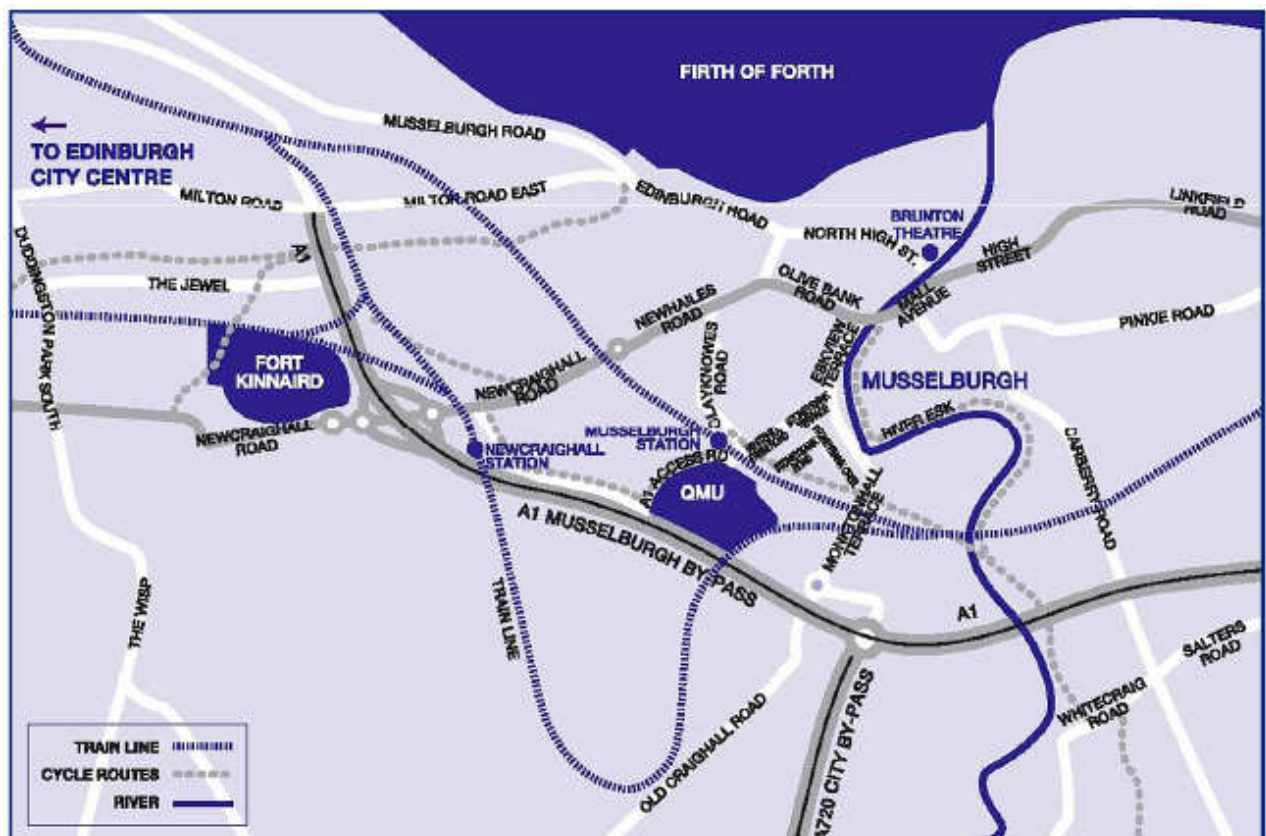 FIRTH OF FORTH
MUSSELBURGH ROAD
TO EDINBURGH
CITY CENTRE
MILTON ROAD
MILTON ROAD EAST
EDINBURGH ROAD
LINKFIELD
ROAD
BRUNTON
THEATRE
NORTH HIGH ST.
HIGH
STREET
A1
DUDDINGSTON PARK SOUTH
THE JEWEL
OLIVE BANK
ROAD
MALL
AVENUE
NEWHAILES
ROAD
PINKIE ROAD
ESKVIEW
TERRACE
CLAYKNOWES
ROAD
FORT
KINNAIRD
NEWCRAIGHALL
ROAD
MUSSELBURGH
RIVER ESK
NEWCRAIGHALL
ROAD
MUSSELBURGH
STATION
NEWCRAIGHALL
STATION
CARBERRY ROAD
A1 ACCESS RD
QMU
MONKTONHALL
TERRACE
A1 MUSSELBURGH BY-PASS
TRAIN LINE
THE WISP
A1
SALTERS
ROAD
WHITECRAIG
ROAD
OLD CRAIGHALL ROAD
A720 CITY BY-PASS
TRAIN LINE
CYCLE ROUTES
RIVER